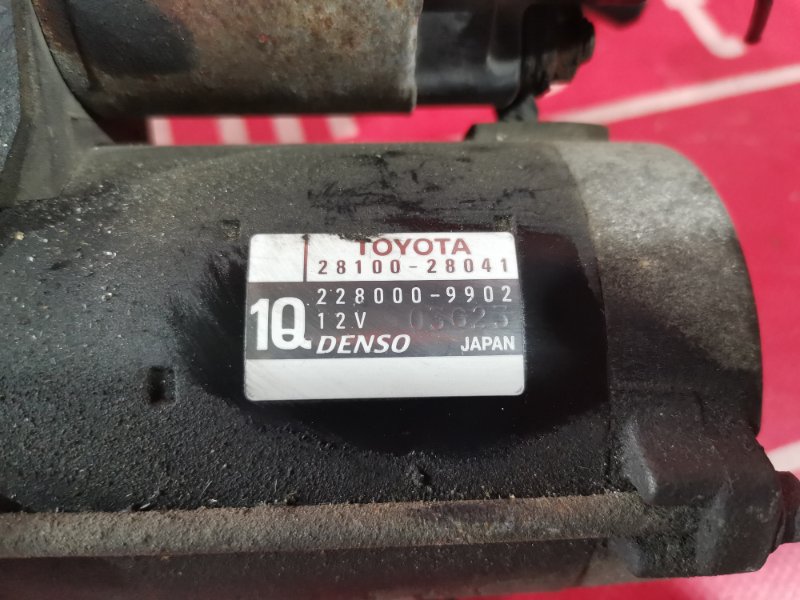 TOYOTA
28100-28041
228000-9902
12V
1Q DENSO JAPAN